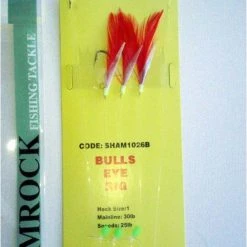 MROCK
FISHING TACKLE
CODE: SHAM1026B
BULLS
EYE
RIG
Hook Size:1
Mainline: 30lb
Snoods: 25lb